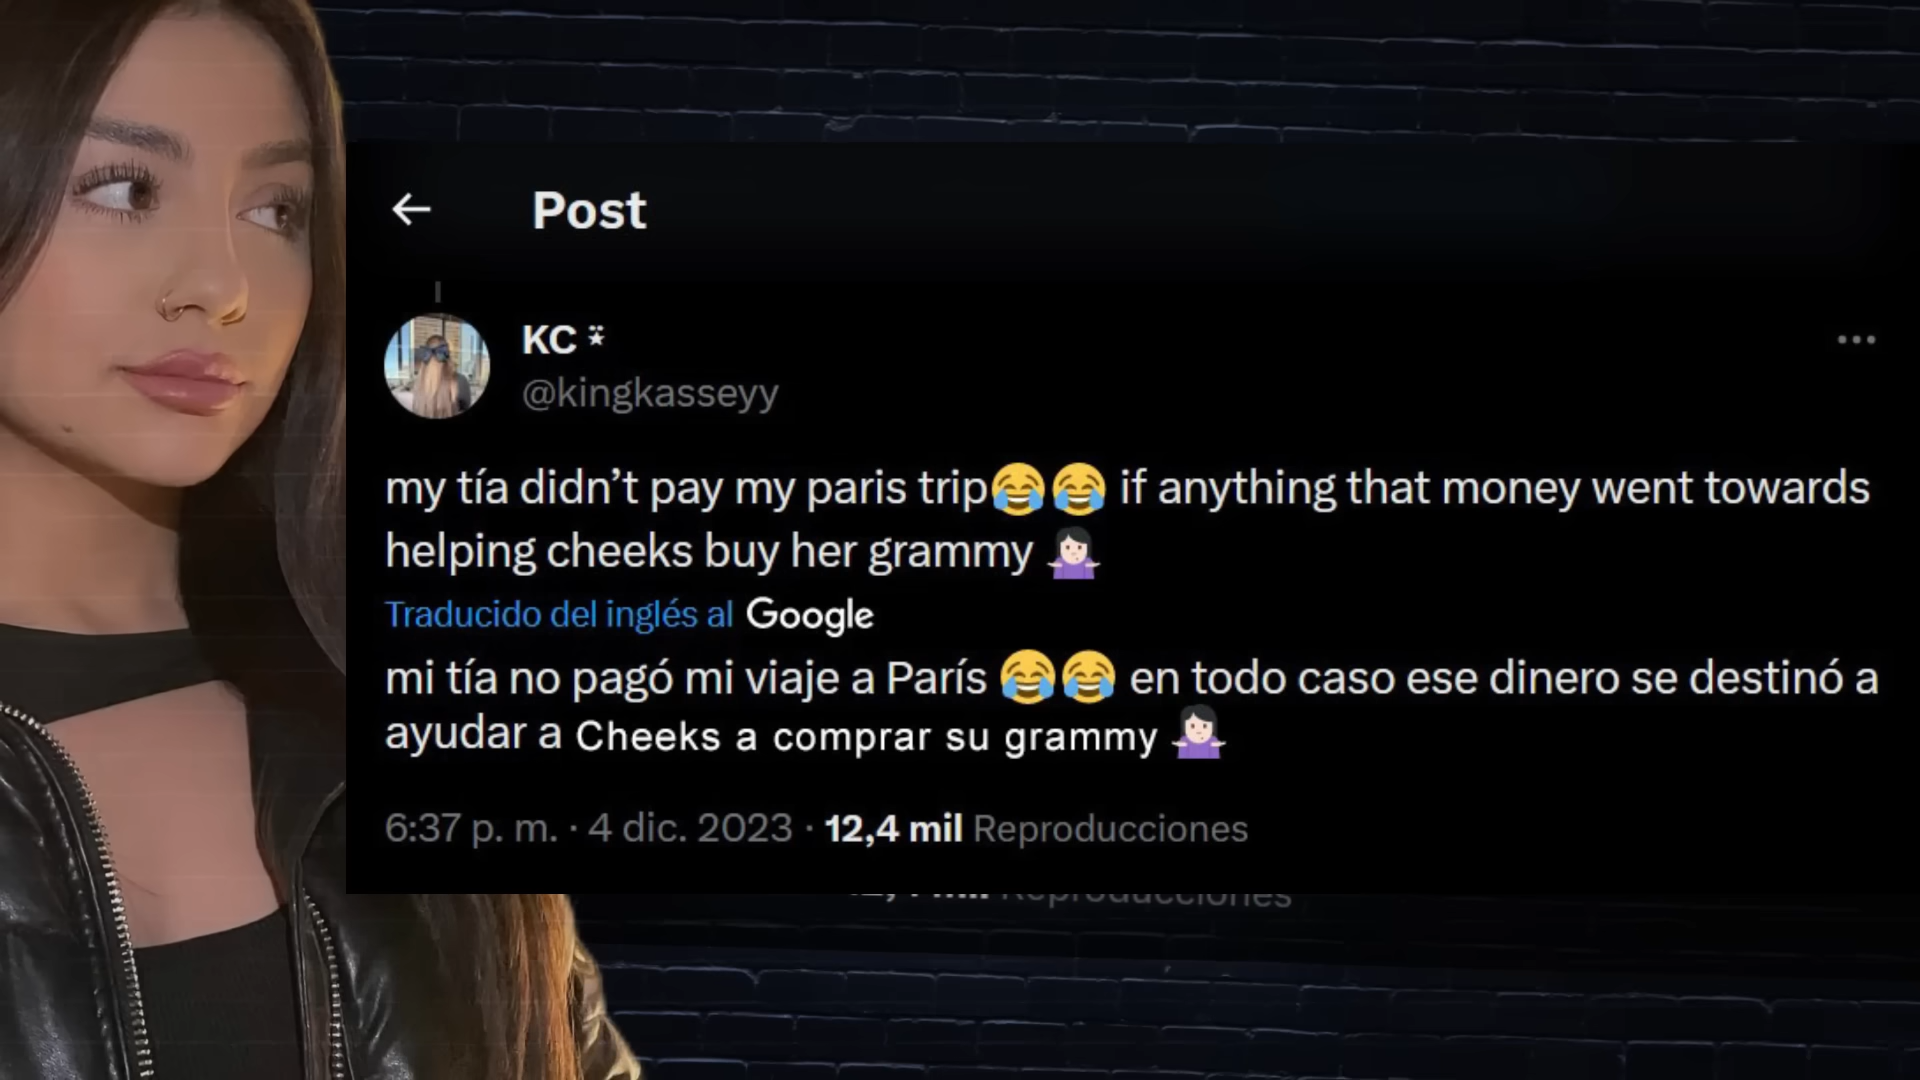 Post
KC ⍣
@kingkasseyy
my tía didn’t pay my paris trip😂😂 if anything that money went towards
helping cheeks buy her grammy 🤷🏻‍♀️
Traducido del inglés al Google
mi tía no pagó mi viaje a París 😂😂 en todo caso ese dinero se destinó a
ayudar a Cheeks a comprar su grammy 🤷🏻‍♀️
6:37 p. m. · 4 dic. 2023 · 12,4 mil Reproducciones
Reproducciones